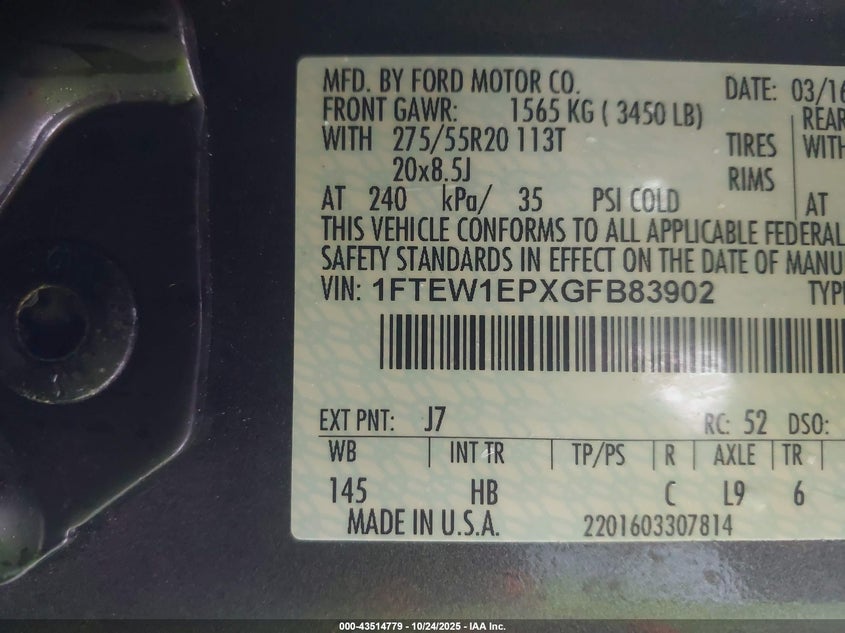 MFD. BY FORD MOTOR CO. DATE: 03/16
FRONT GAWR: 1565 KG ( 3450 LB) REAR
WITH 275/55R20 113T TIRES WITH
20x8.5J RIMS
AT 240 kPa/ 35 PSI COLD AT
THIS VEHICLE CONFORMS TO ALL APPLICABLE FEDERAL
SAFETY STANDARDS IN EFFECT ON THE DATE OF MANU
VIN: 1FTEW1EPXGFB83902 TYPE
EXT PNT: J7 RC: 52 DSO:
WB INT TR TP/PS R AXLE TR
145 HB C L9 6
MADE IN U.S.A. 2201603307814
000-43514779 - 10/24/2025 - IAA Inc.